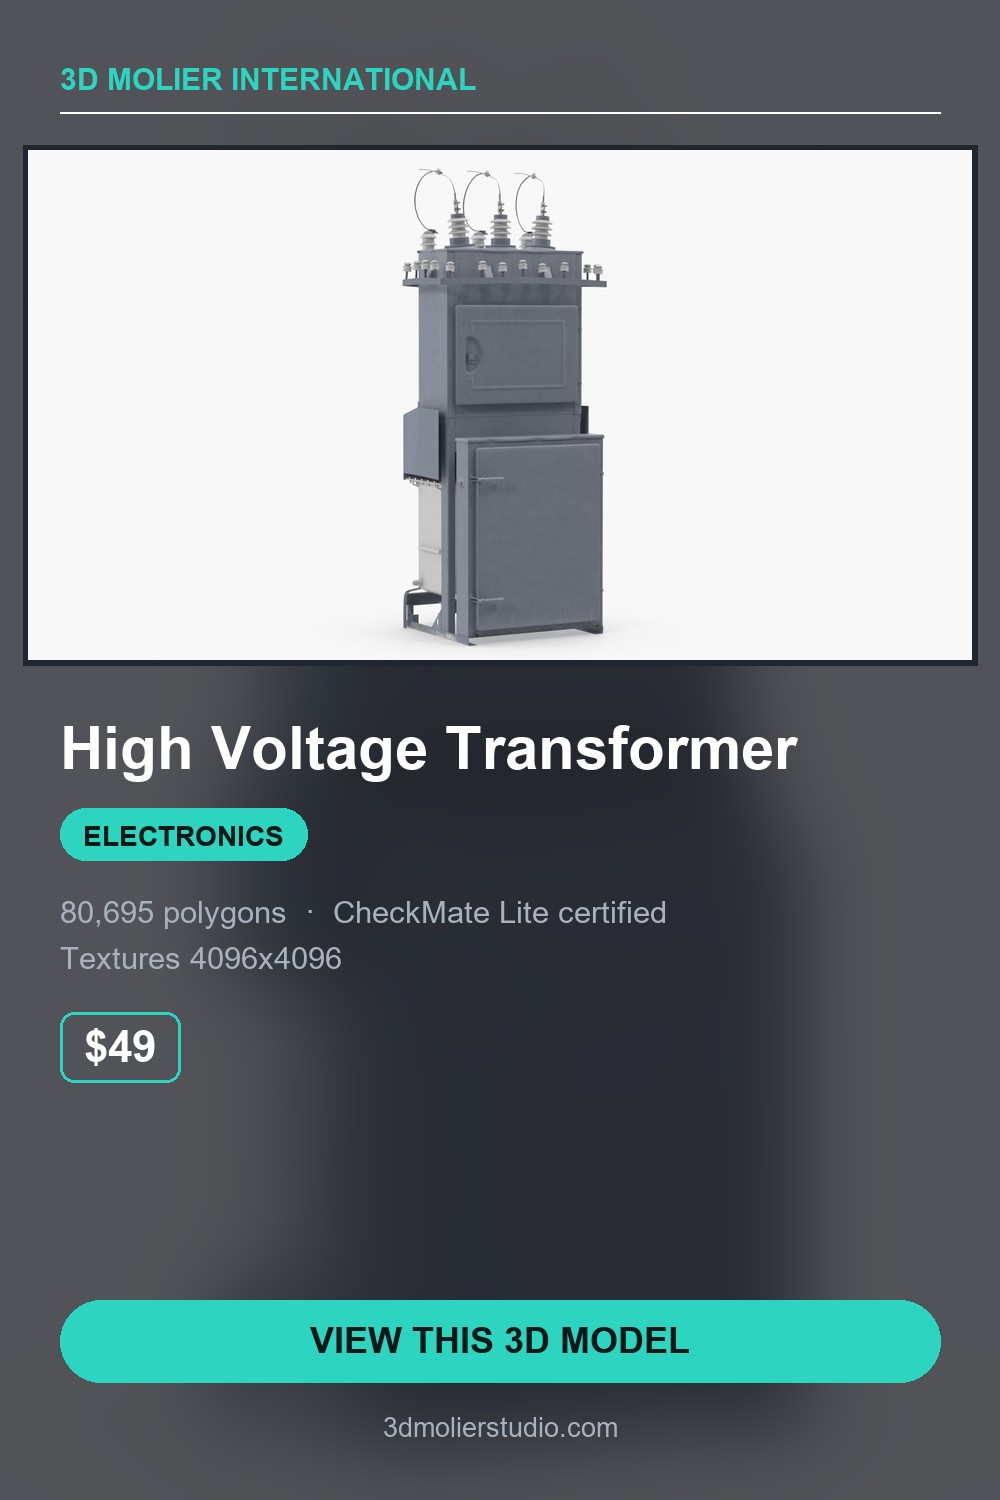 3D MOLIER INTERNATIONAL
High Voltage Transformer
ELECTRONICS
80,695 polygons · CheckMate Lite certified
Textures 4096x4096
$49
VIEW THIS 3D MODEL
3dmolierstudio.com